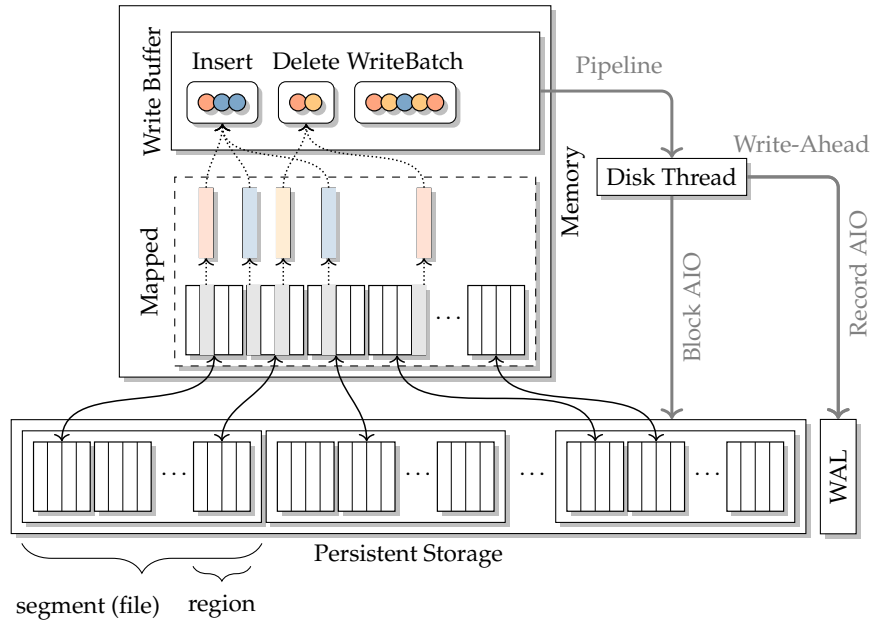 Insert Delete WriteBatch
Write Buffer
Pipeline
Memory
Disk Thread
Write-Ahead
Mapped
...
Block AIO
Record AIO
... ... ... ... 
WAL
Persistent Storage
segment (file)
region